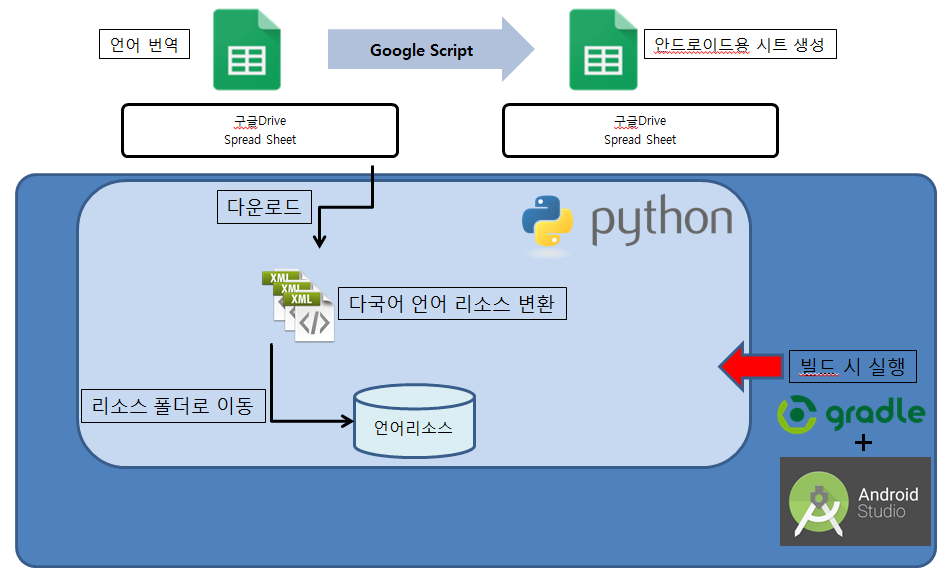 언어 번역
Google Script
안드로이드용 시트 생성
구글Drive
Spread Sheet
구글Drive
Spread Sheet
다운로드
python
XML
XML
XML
</>
다국어 언어 리소스 변환
빌드 시 실행
리소스 폴더로 이동
언어리소스
gradle
+
Android
Studio